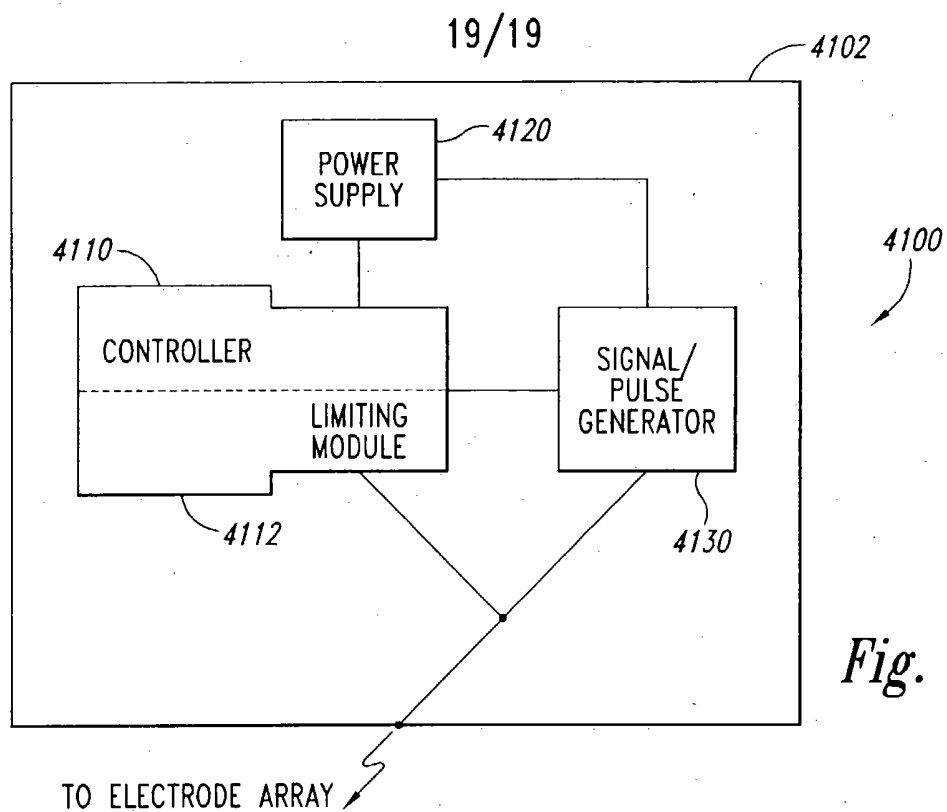 19/19
4102
4120
POWER
SUPPLY
4110
4100
CONTROLLER
SIGNAL/
PULSE
GENERATOR
LIMITING
MODULE
4112
4130
Fig.
TO ELECTRODE ARRAY